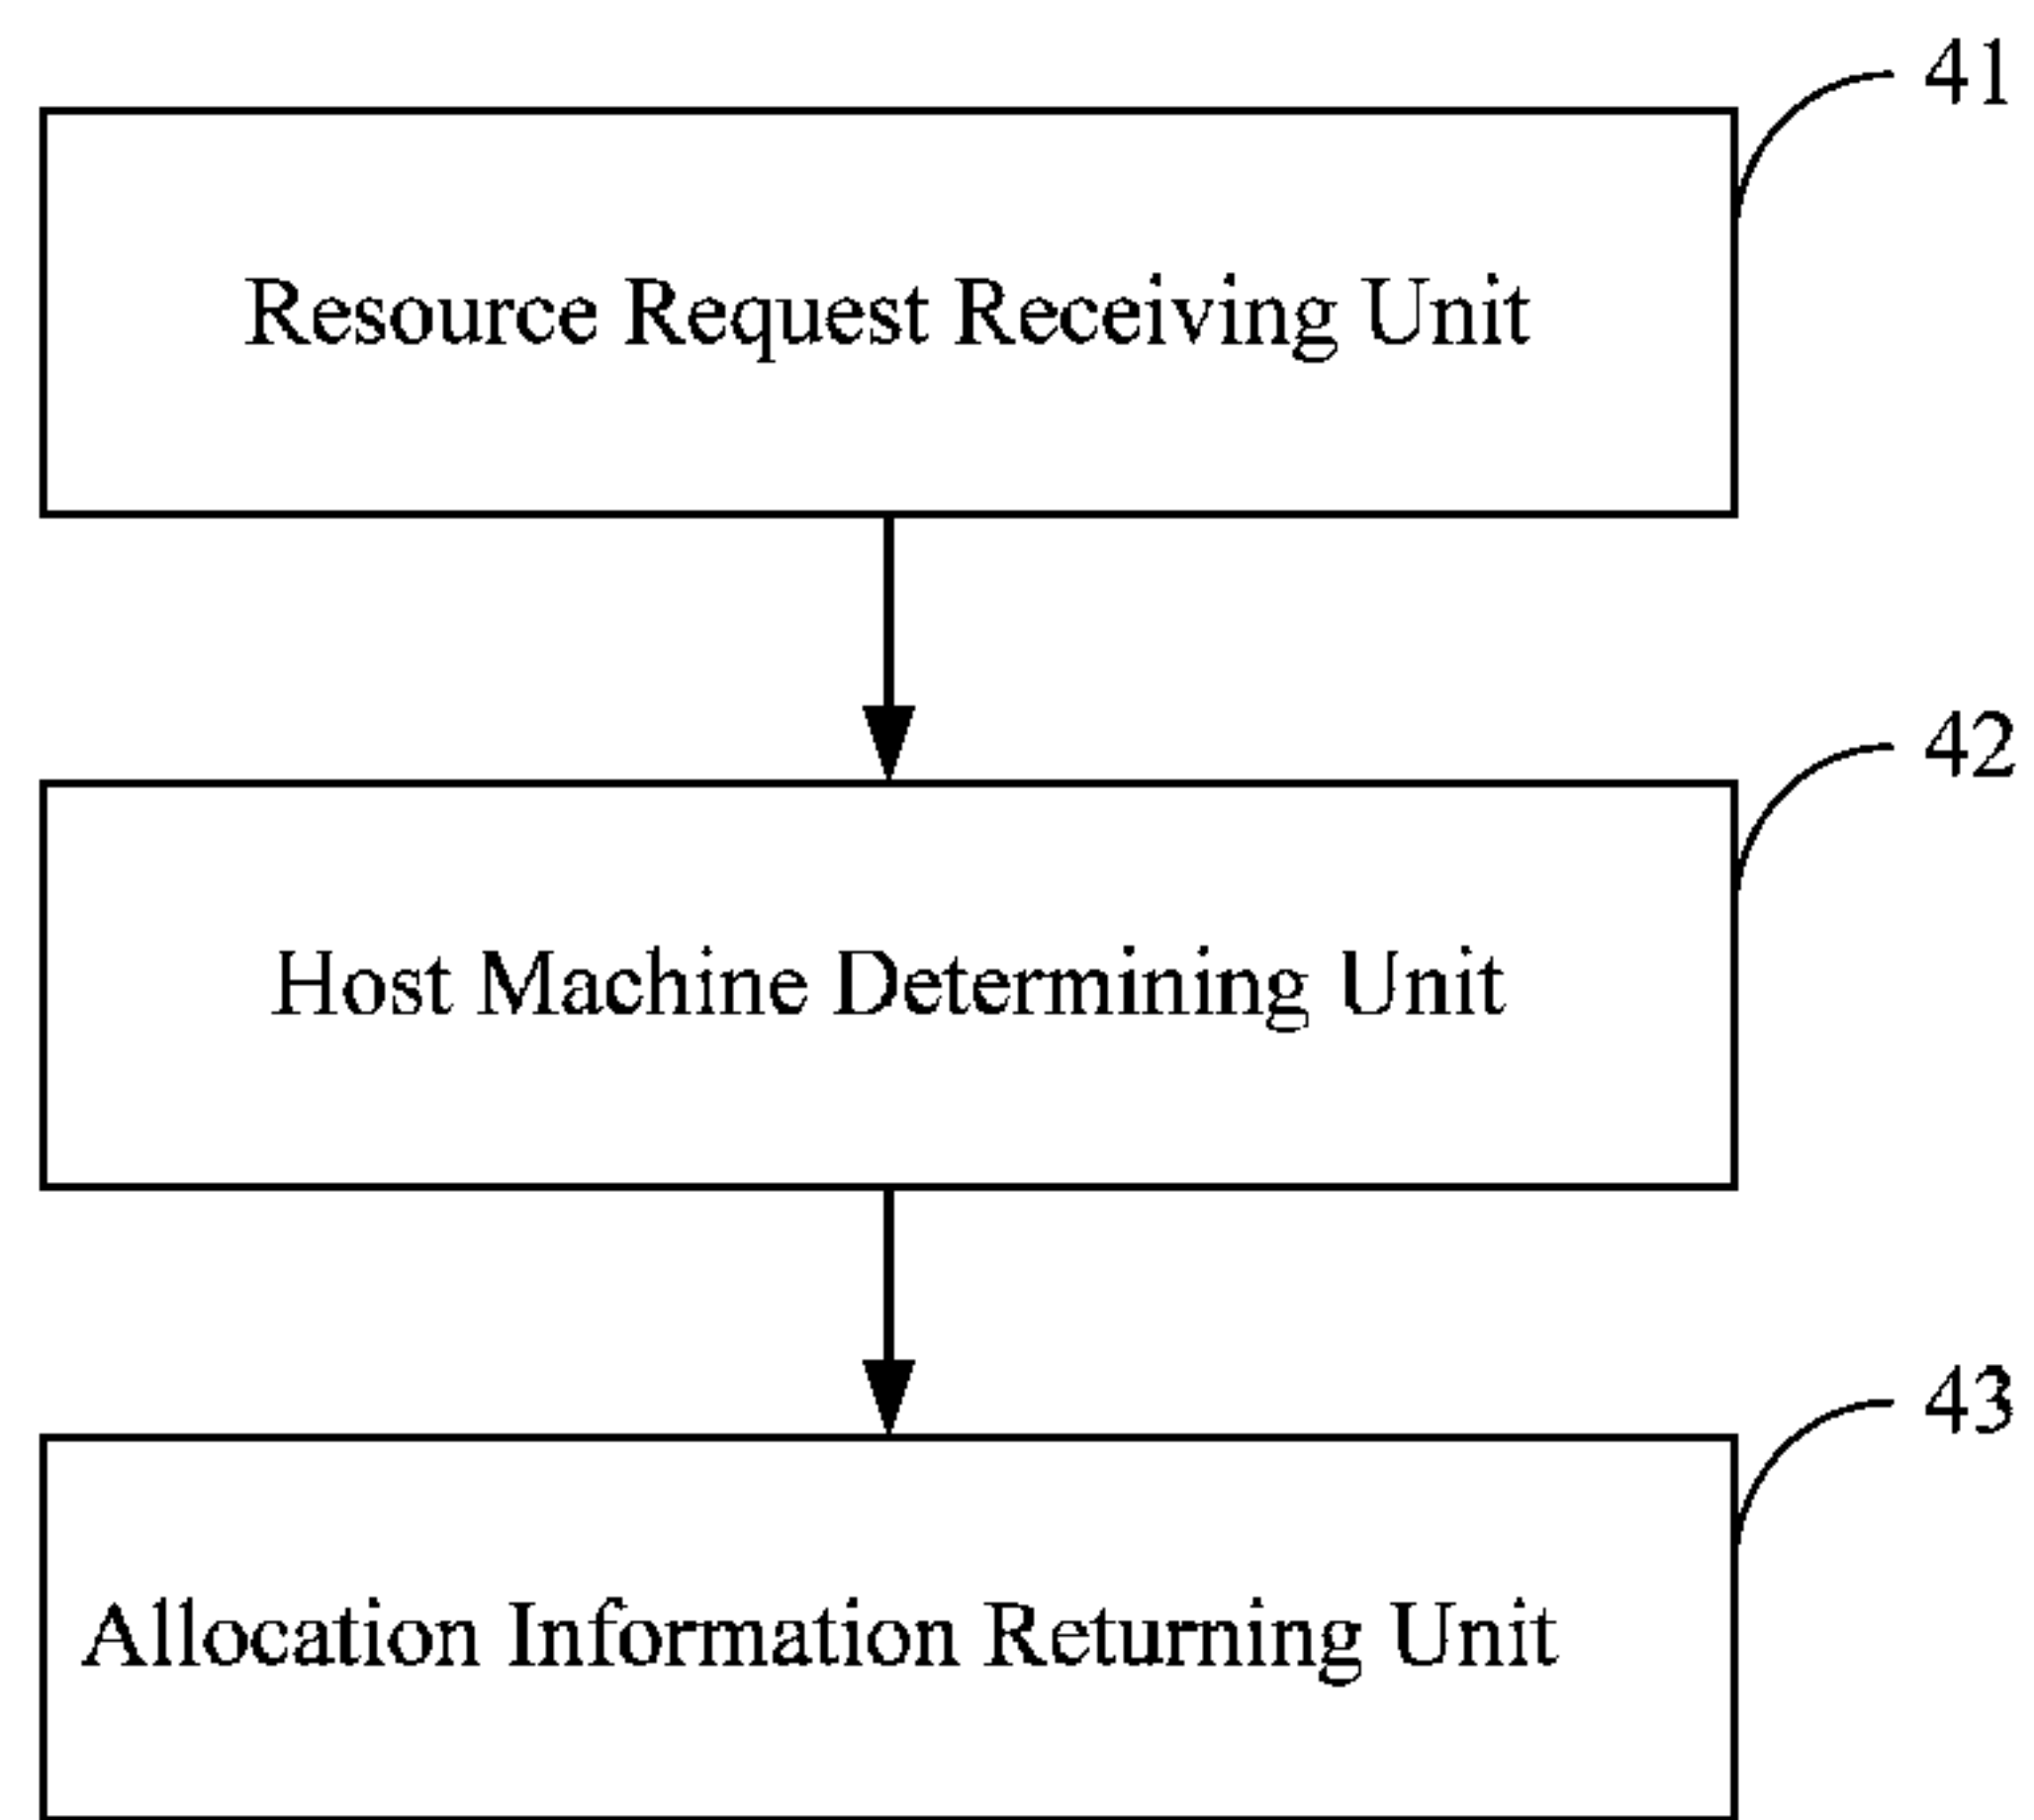 41
Resource Request Receiving Unit
42
Host Machine Determining Unit
43
Allocation Information Returning Unit